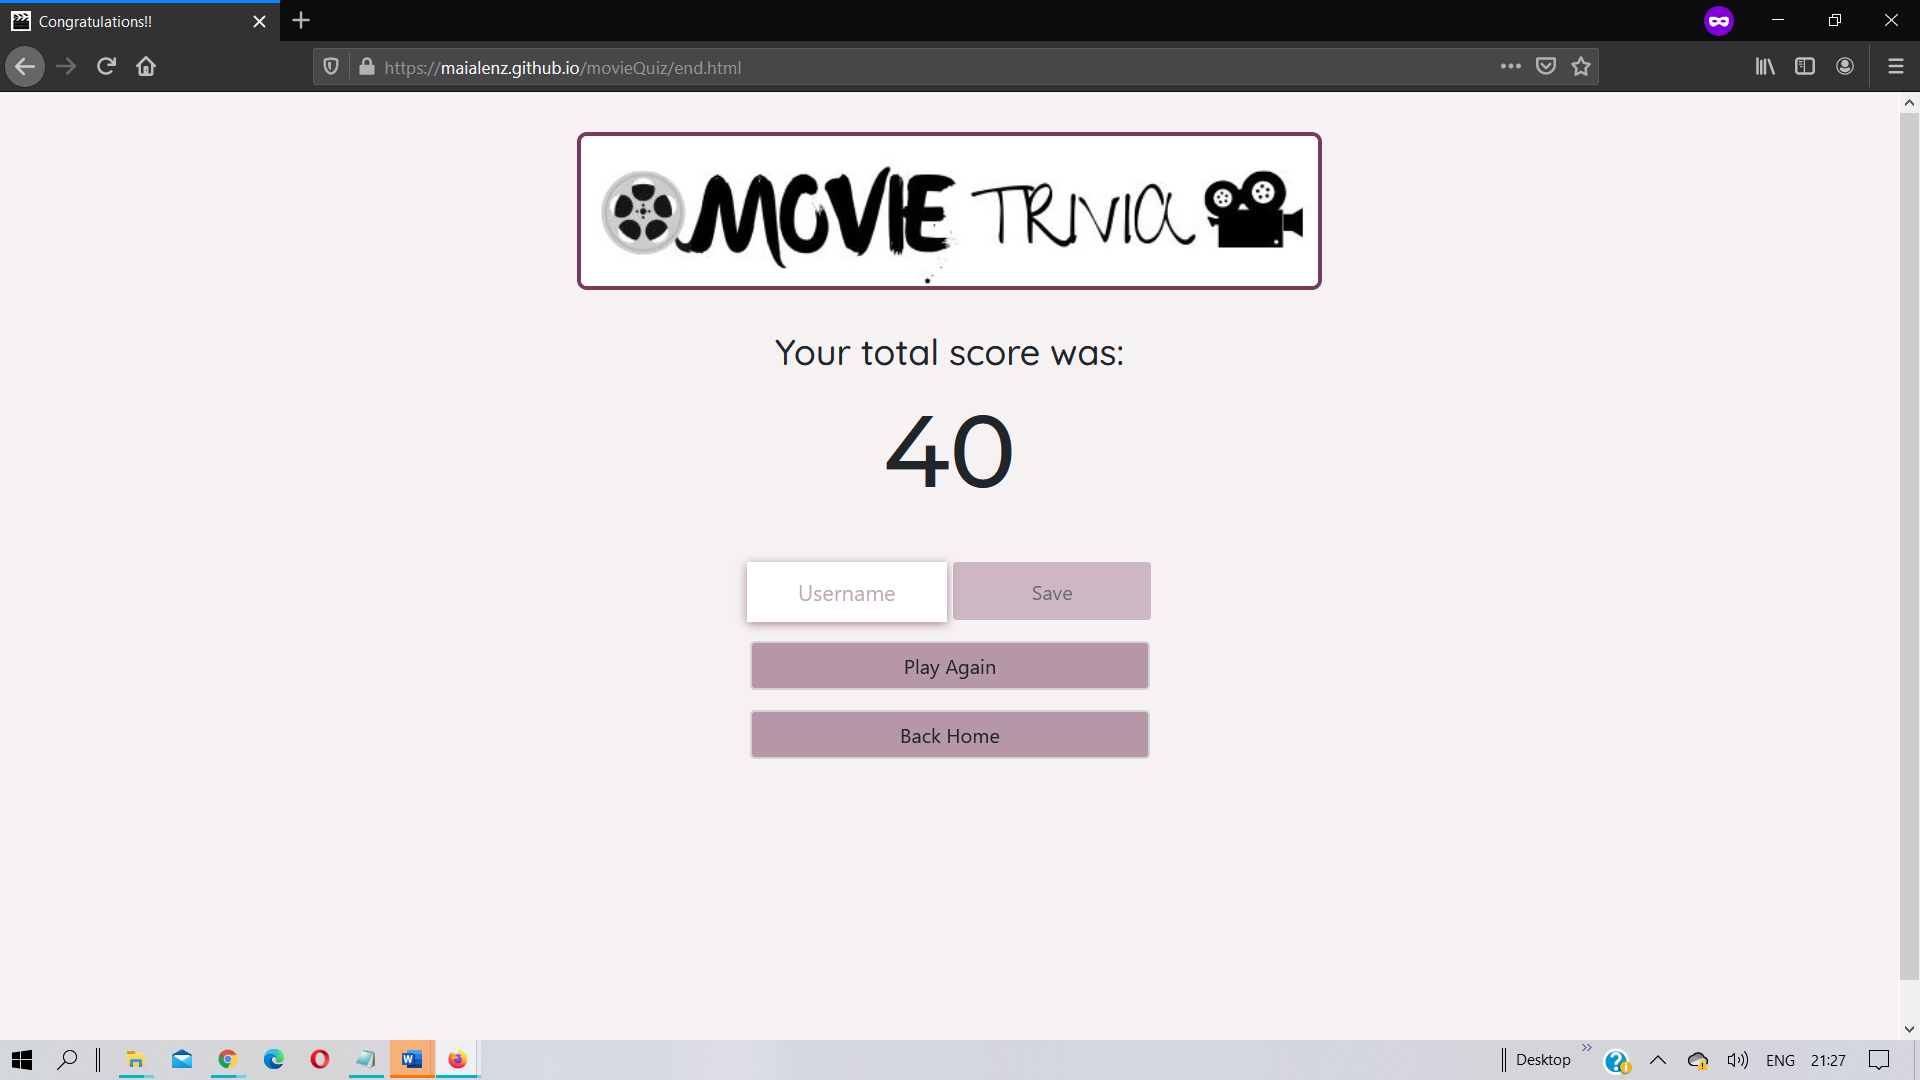 Congratulations!!
https://maialenz.github.io/movieQuiz/end.html
MOVIE TRIVIA
Your total score was:
40
Username Save
Play Again
Back Home
Desktop ENG 21:27